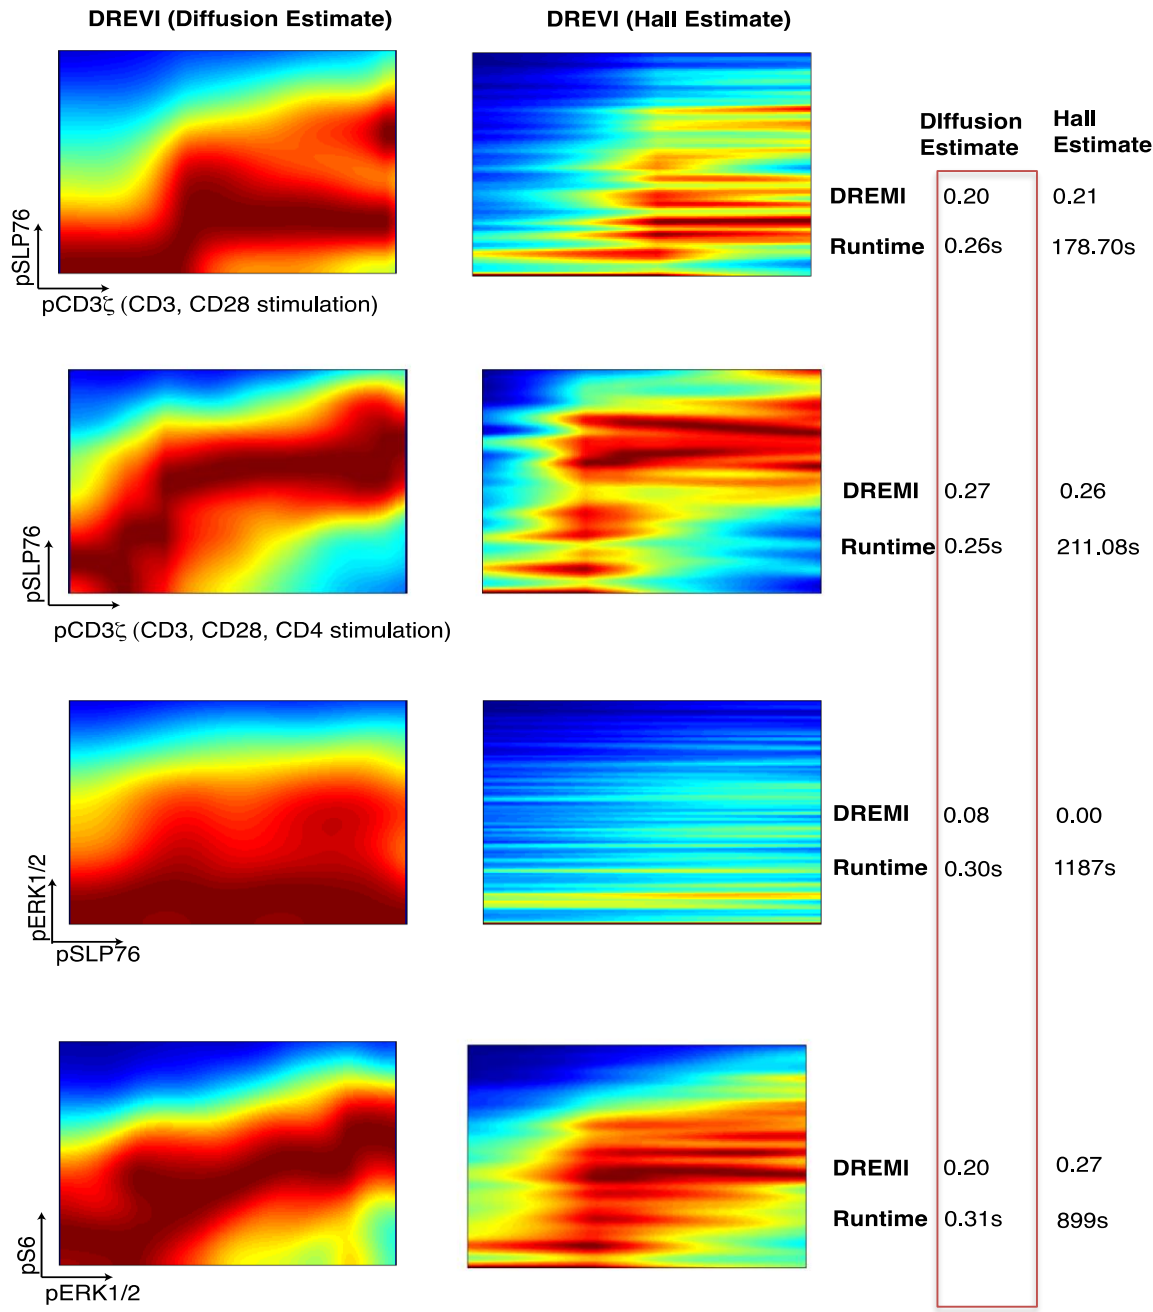 DREVI (Diffusion Estimate)
DREVI (Hall Estimate)
DIffusion
Estimate
Hall
Estimate
pSLP76
pCD3ζ (CD3, CD28 stimulation)
DREMI 0.20 0.21
Runtime 0.26s 178.70s
pSLP76
pCD3ζ (CD3, CD28, CD4 stimulation)
DREMI 0.27 0.26
Runtime 0.25s 211.08s
pERK1/2
pSLP76
DREMI 0.08 0.00
Runtime 0.30s 1187s
pS6
pERK1/2
DREMI 0.20 0.27
Runtime 0.31s 899s